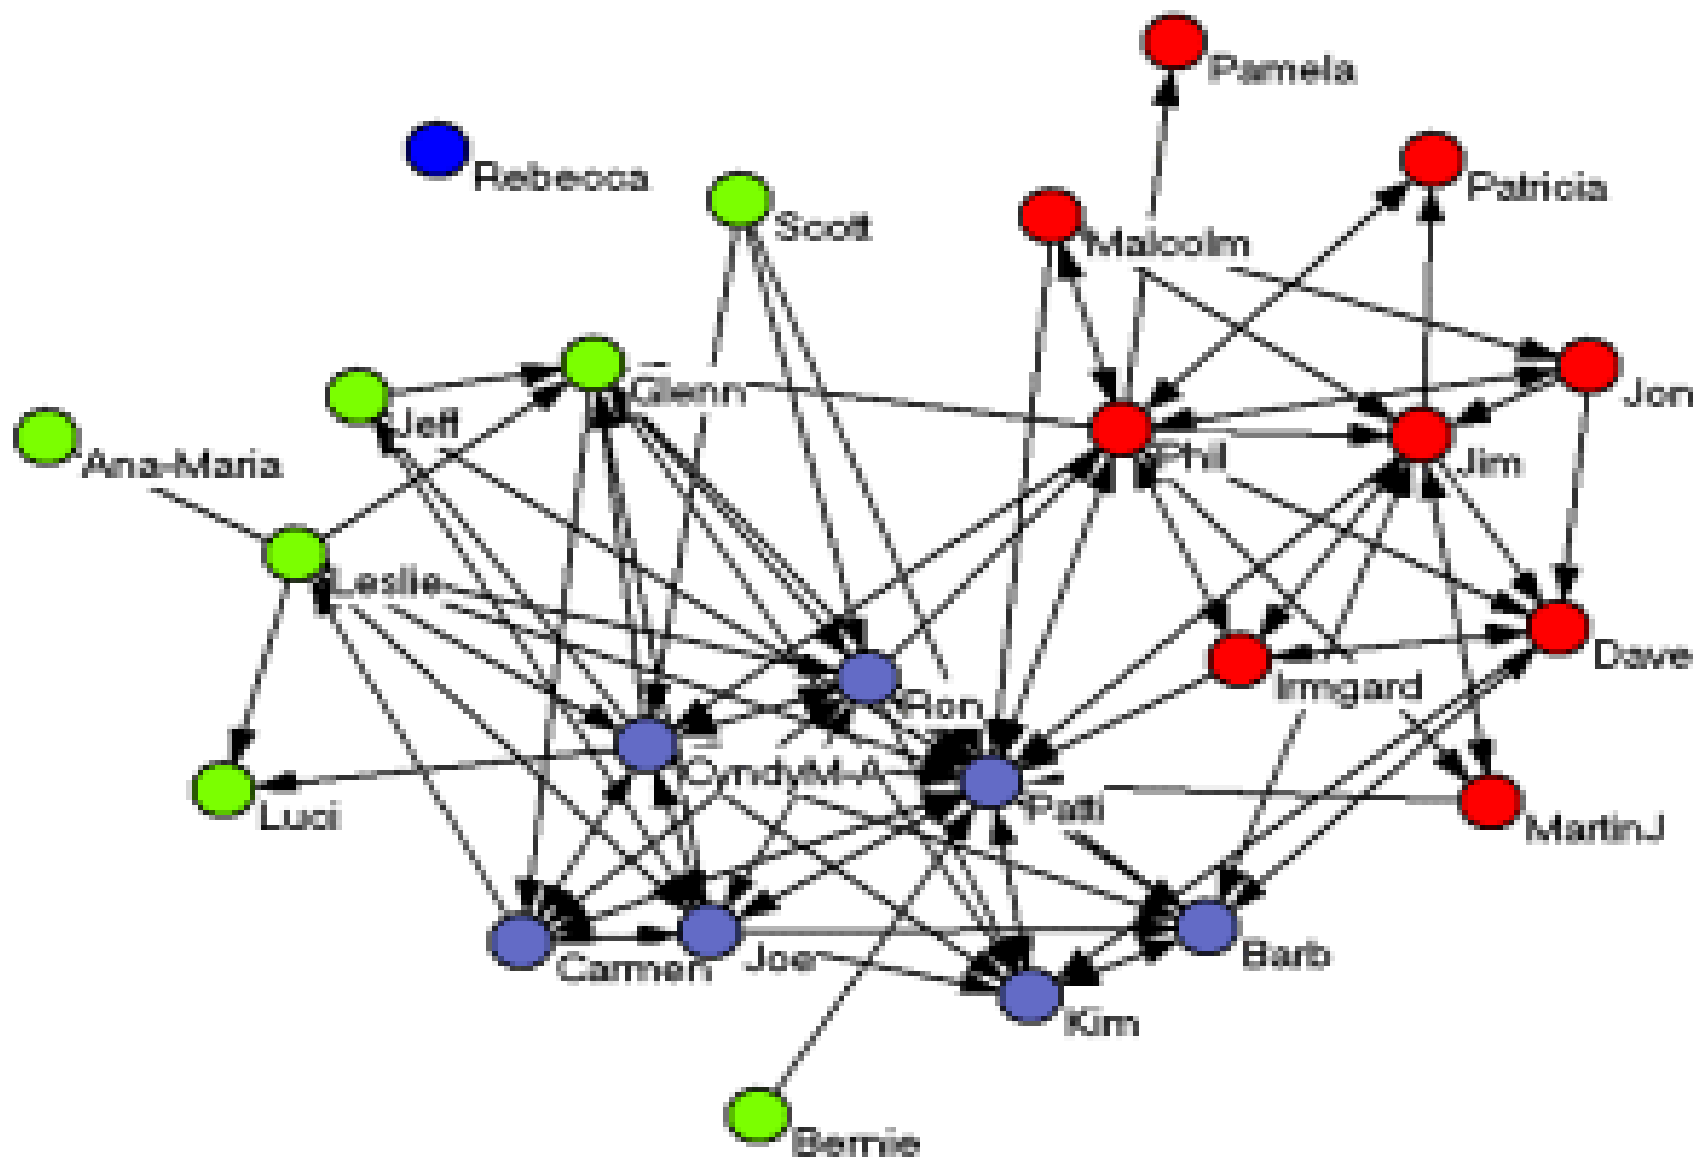 Pamela
Rebecca
Patricia
Scott
Malcolm
Glenn
Jon
Jeff
Phil
Jim
Ana-Maria
Leslie
Dave
Irmgard
Ron
CyndyM-A
Patti
Luci
MartinJ
Carmen
Joe
Barb
Kim
Bernie